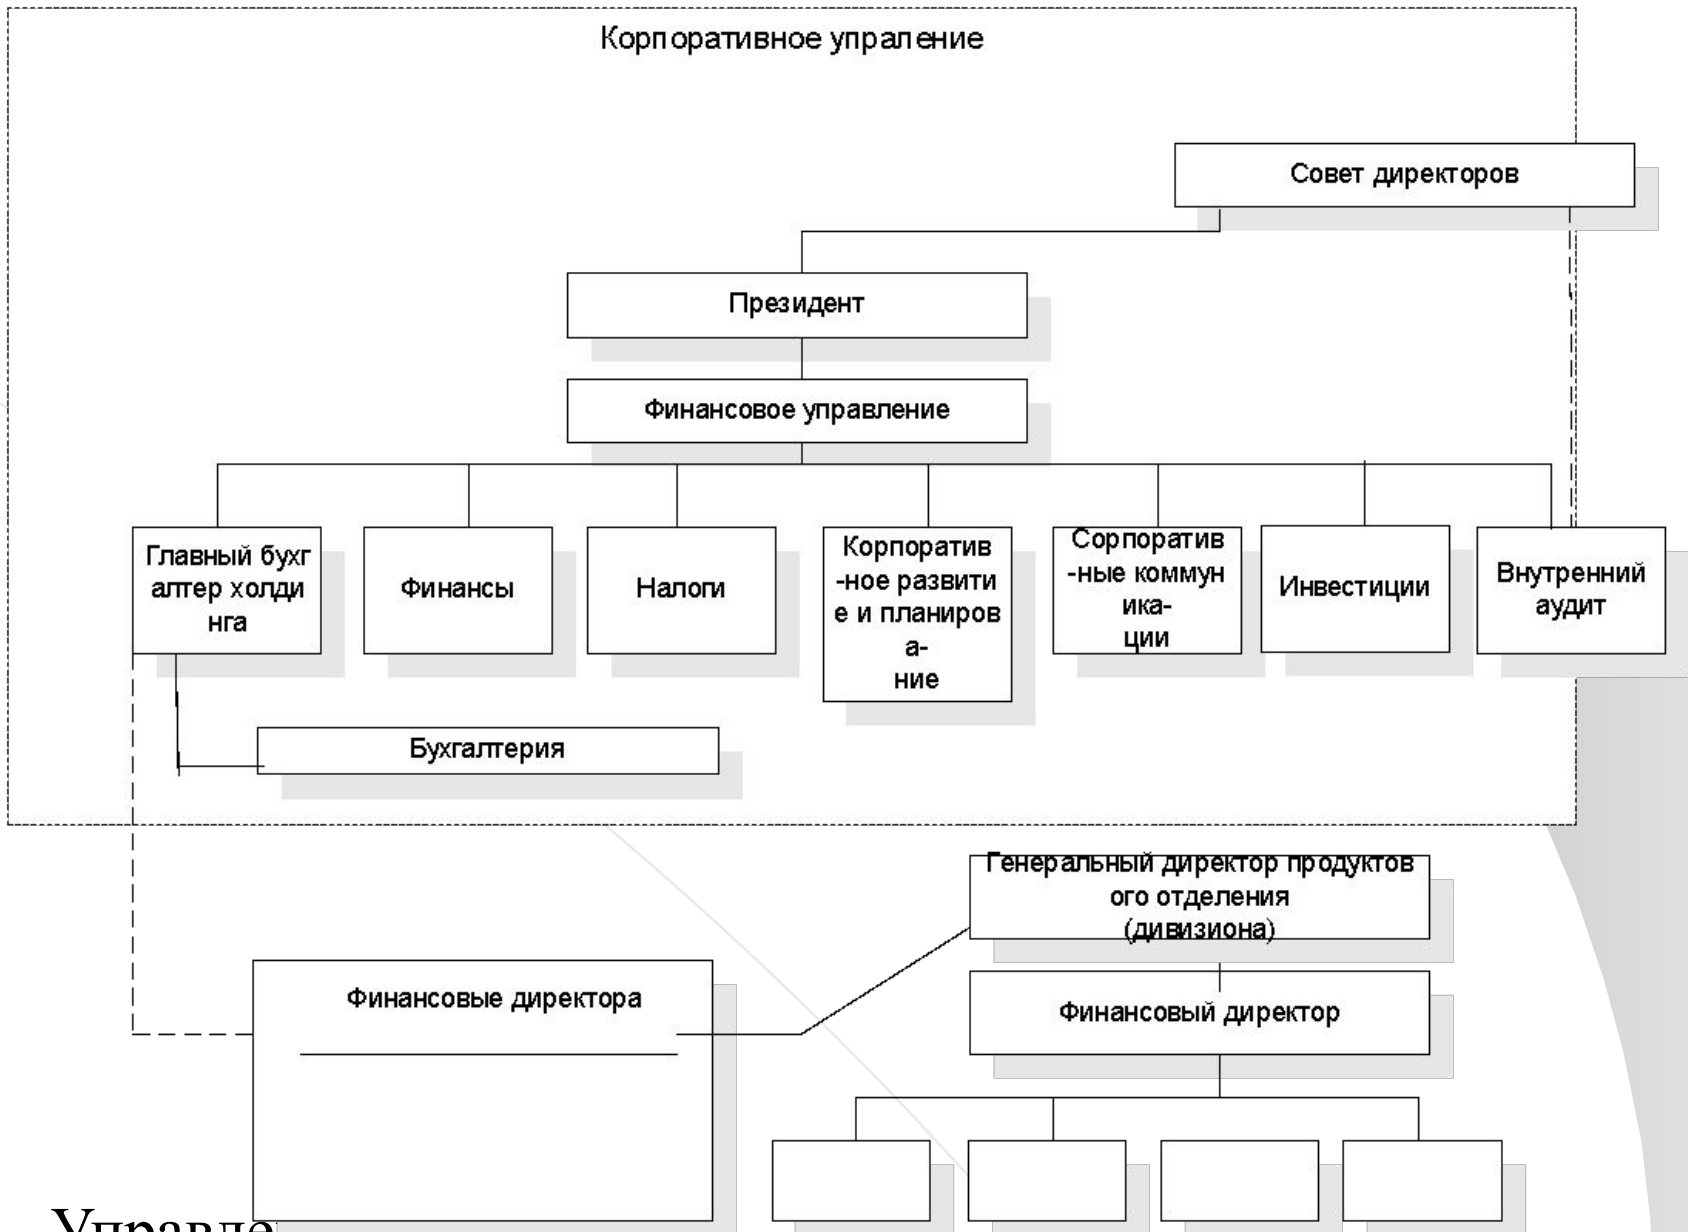 Корпоративное упраление
Совет директоров
Президент
Финансовое управление
Главный бухг
алтер холди
нга
Финансы
Налоги
Корпоратив
-ное развити
е и планиров
а-
ние
Сорпоратив
-ные коммун
ика-
ции
Инвестиции
Внутренний
аудит
Бухгалтерия
Генеральный директор продуктов
ого отделения
(дивизиона)
Финансовые директора
Финансовый директор